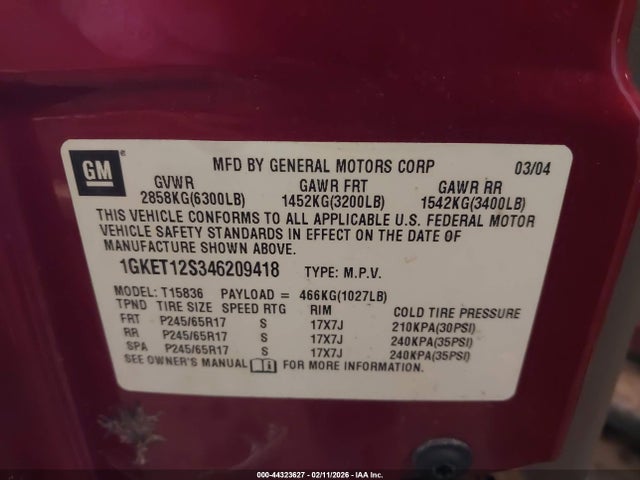 GM
MFD BY GENERAL MOTORS CORP 03/04
GVWR GAWR FRT GAWR RR
2858KG(6300LB) 1452KG(3200LB) 1542KG(3400LB)
THIS VEHICLE CONFORMS TO ALL APPLICABLE U.S. FEDERAL MOTOR
VEHICLE SAFETY STANDARDS IN EFFECT ON THE DATE OF
MANUFACTURE SHOWN ABOVE.
1GKET12S346209418 TYPE: M.P.V.
MODEL: T15836 PAYLOAD = 466KG(1027LB)
TPND TIRE SIZE SPEED RTG RIM COLD TIRE PRESSURE
FRT P245/65R17 S 17X7J 210KPA(30PSI)
RR P245/65R17 S 17X7J 240KPA(35PSI)
SPA P245/65R17 S 17X7J 240KPA(35PSI)
SEE OWNER'S MANUAL FOR MORE INFORMATION.
000-44323627 - 02/11/2026 - IAA Inc.